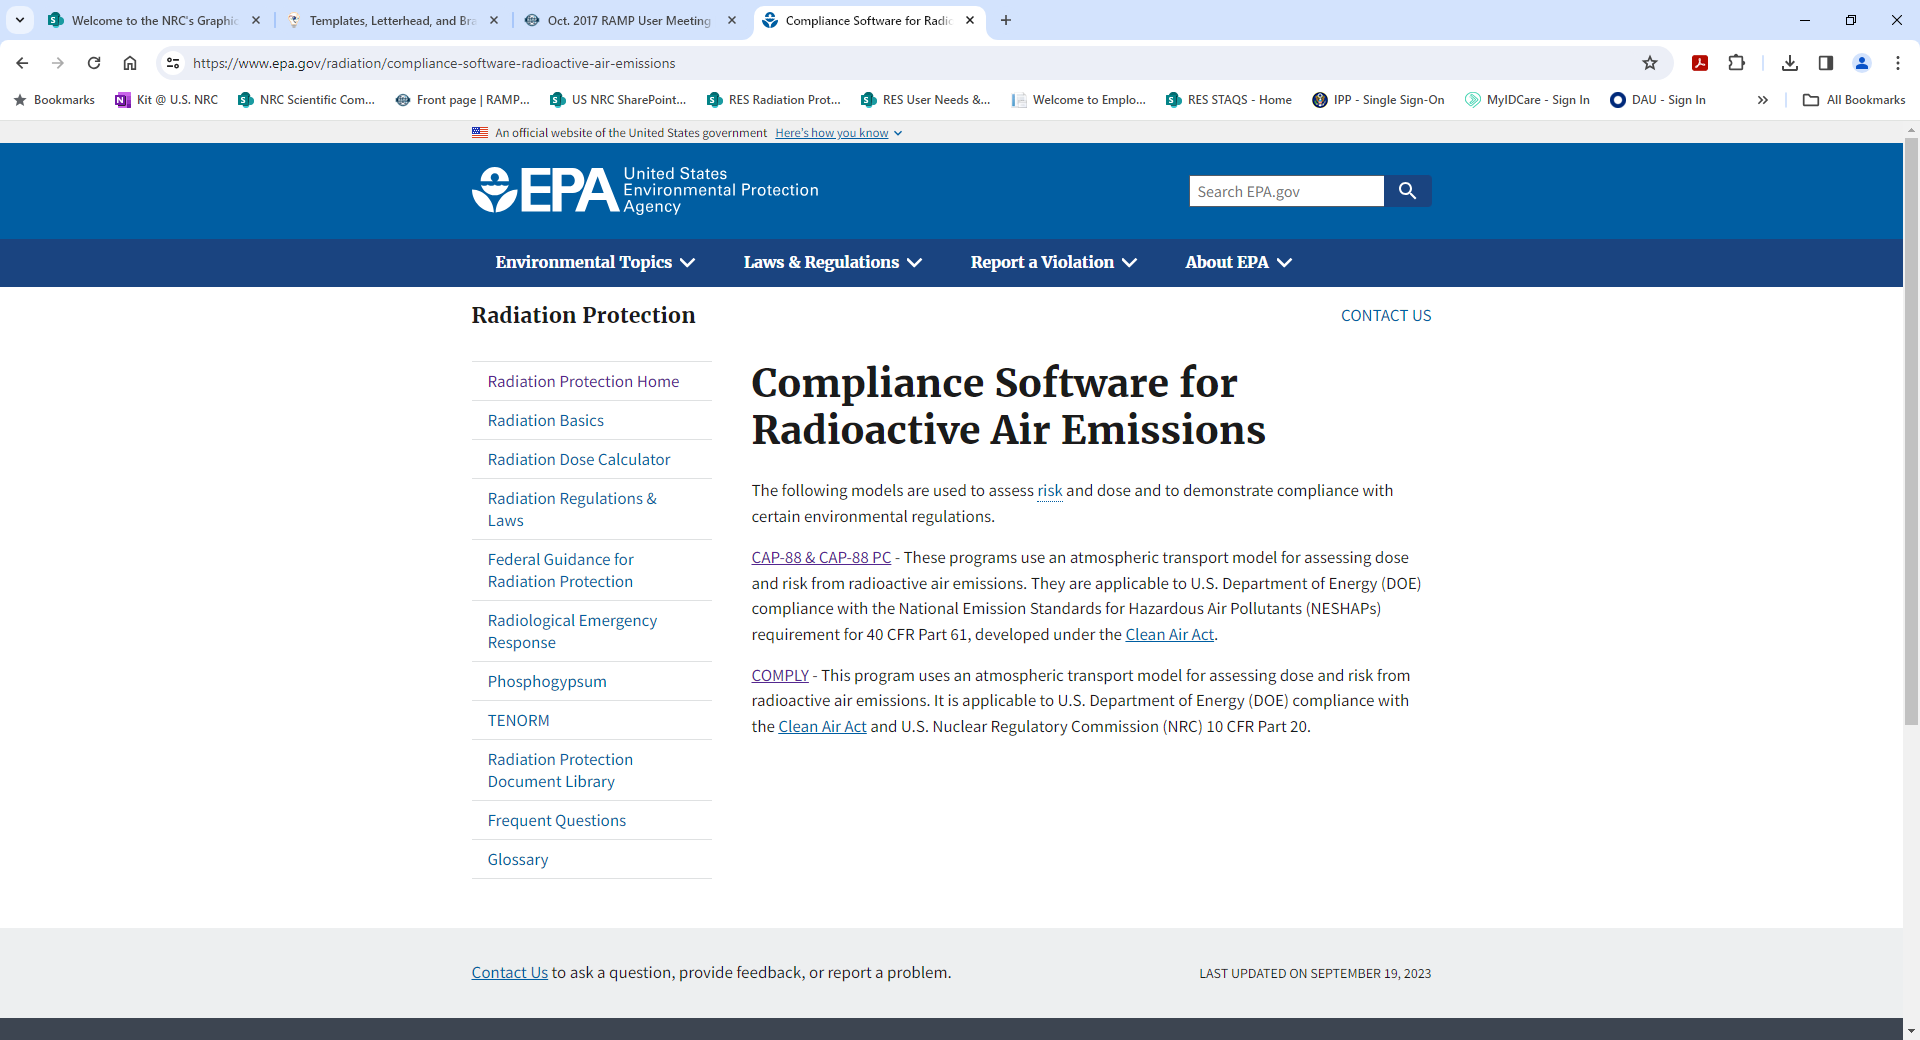 Welcome to the NRC's Graphic
Templates, Letterhead, and Bra
Oct. 2017 RAMP User Meeting
Compliance Software for Radi
https://www.epa.gov/radiation/compliance-software-radioactive-air-emissions
Bookmarks
Kit @ U.S. NRC
NRC Scientific Com...
Front page | RAMP...
US NRC SharePoint...
RES Radiation Prot...
RES User Needs &...
Welcome to Emplo...
RES STAQS - Home
IPP - Single Sign-On
MyIDCare - Sign In
DAU - Sign In
All Bookmarks
An official website of the United States government Here's how you know
EPA United States
Environmental Protection
Agency
Search EPA.gov
Environmental Topics
Laws & Regulations
Report a Violation
About EPA
Radiation Protection
CONTACT US
Radiation Protection Home
Radiation Basics
Radiation Dose Calculator
Radiation Regulations &
Laws
Federal Guidance for
Radiation Protection
Radiological Emergency
Response
Phosphogypsum
TENORM
Radiation Protection
Document Library
Frequent Questions
Glossary
Compliance Software for
Radioactive Air Emissions
The following models are used to assess risk and dose and to demonstrate compliance with
certain environmental regulations.
CAP-88 & CAP-88 PC - These programs use an atmospheric transport model for assessing dose
and risk from radioactive air emissions. They are applicable to U.S. Department of Energy (DOE)
compliance with the National Emission Standards for Hazardous Air Pollutants (NESHAPs)
requirement for 40 CFR Part 61, developed under the Clean Air Act.
COMPLY - This program uses an atmospheric transport model for assessing dose and risk from
radioactive air emissions. It is applicable to U.S. Department of Energy (DOE) compliance with
the Clean Air Act and U.S. Nuclear Regulatory Commission (NRC) 10 CFR Part 20.
Contact Us to ask a question, provide feedback, or report a problem.
LAST UPDATED ON SEPTEMBER 19, 2023